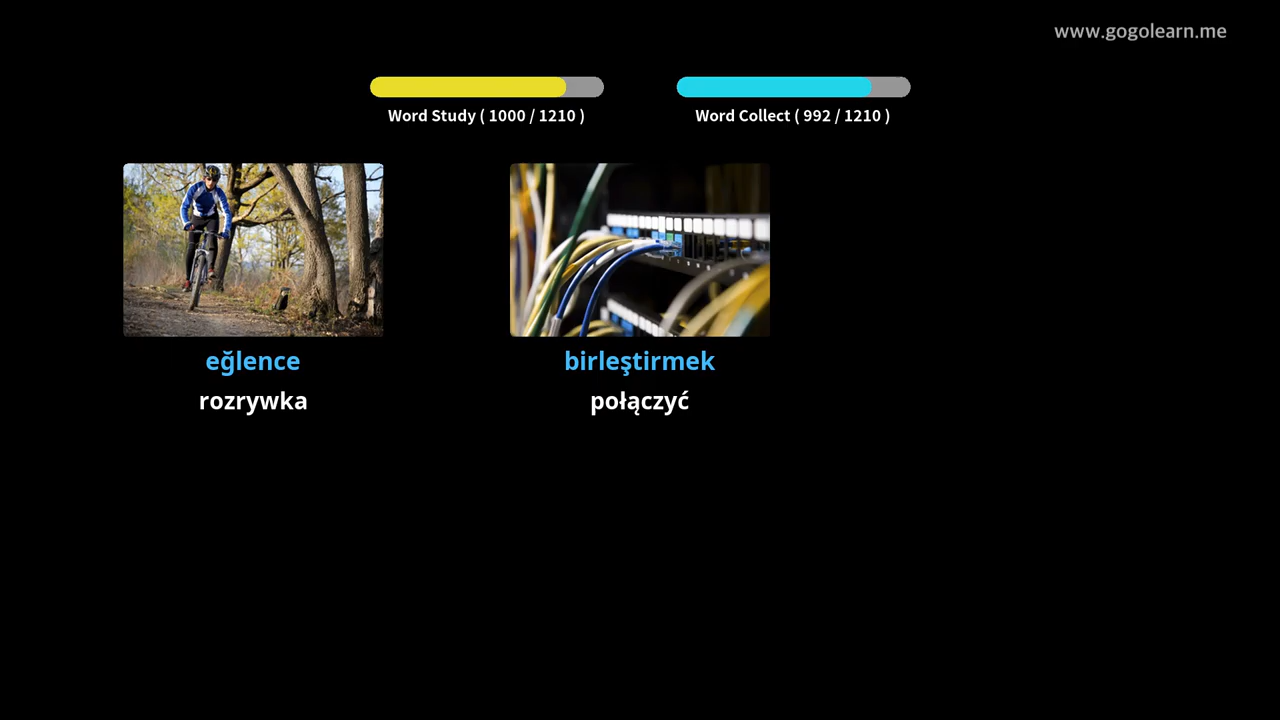 www.gogolearn.me
Word Study ( 1000 / 1210 )
Word Collect ( 992 / 1210 )
eğlence
rozrywka
birleştirmek
połączyć